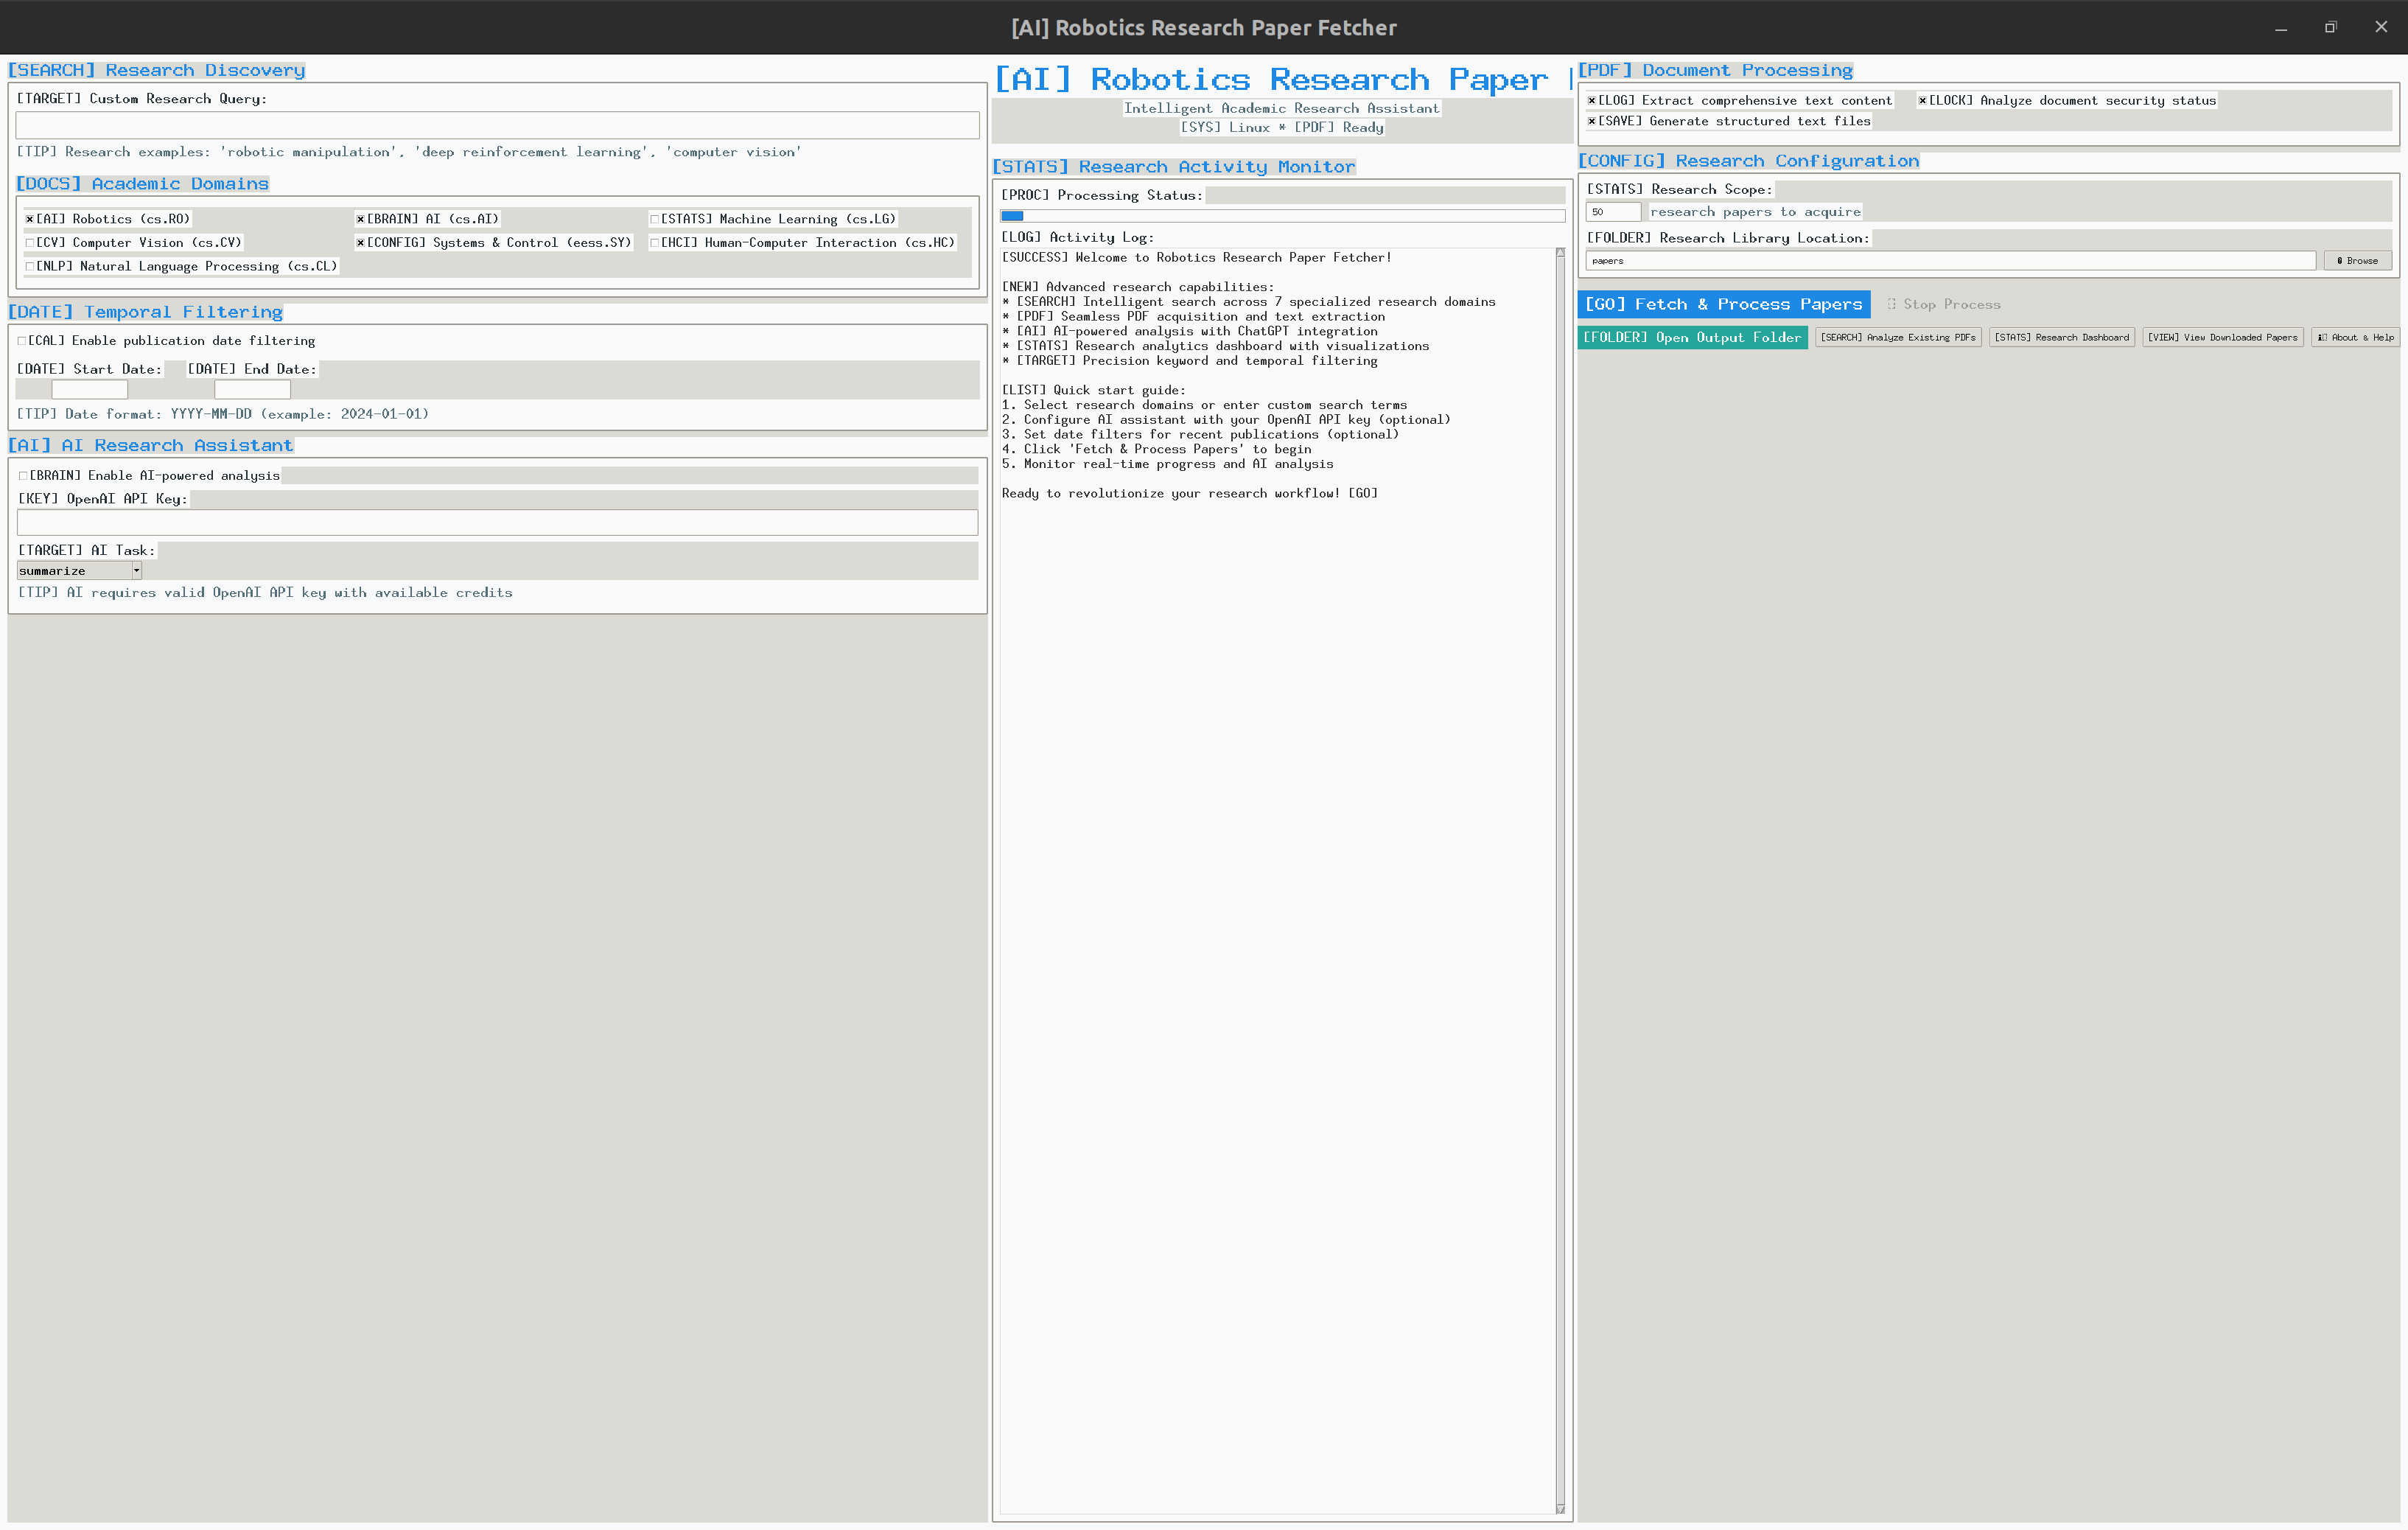 [AI] Robotics Research Paper Fetcher
[SEARCH] Research Discovery
[TARGET] Custom Research Query:
[TIP] Research examples: 'robotic manipulation', 'deep reinforcement learning', 'computer vision'
[DOCS] Academic Domains
[AI] Robotics (cs.RO)
[BRAIN] AI (cs.AI)
[STATS] Machine Learning (cs.LG)
[CV] Computer Vision (cs.CV)
[CONFIG] Systems & Control (eess.SY)
[HCI] Human-Computer Interaction (cs.HC)
[NLP] Natural Language Processing (cs.CL)
[DATE] Temporal Filtering
[CAL] Enable publication date filtering
[DATE] Start Date:
[DATE] End Date:
[TIP] Date format: YYYY-MM-DD (example: 2024-01-01)
[AI] AI Research Assistant
[BRAIN] Enable AI-powered analysis
[KEY] OpenAI API Key:
[TARGET] AI Task:
summarize
[TIP] AI requires valid OpenAI API key with available credits
[AI] Robotics Research Paper
Intelligent Academic Research Assistant
[SYS] Linux * [PDF] Ready
[STATS] Research Activity Monitor
[PROC] Processing Status:
[LOG] Activity Log:
[SUCCESS] Welcome to Robotics Research Paper Fetcher!
[NEW] Advanced research capabilities:
* [SEARCH] Intelligent search across 7 specialized research domains
* [PDF] Seamless PDF acquisition and text extraction
* [AI] AI-powered analysis with ChatGPT integration
* [STATS] Research analytics dashboard with visualizations
* [TARGET] Precision keyword and temporal filtering
[LIST] Quick start guide:
1. Select research domains or enter custom search terms
2. Configure AI assistant with your OpenAI API key (optional)
3. Set date filters for recent publications (optional)
4. Click 'Fetch & Process Papers' to begin
5. Monitor real-time progress and AI analysis
Ready to revolutionize your research workflow! [GO]
[PDF] Document Processing
[LOG] Extract comprehensive text content
[LOCK] Analyze document security status
[SAVE] Generate structured text files
[CONFIG] Research Configuration
[STATS] Research Scope:
50
research papers to acquire
[FOLDER] Research Library Location:
papers
Browse
[GO] Fetch & Process Papers
Stop Process
[FOLDER] Open Output Folder
[SEARCH] Analyze Existing PDFs
[STATS] Research Dashboard
[VIEW] View Downloaded Papers
About & Help